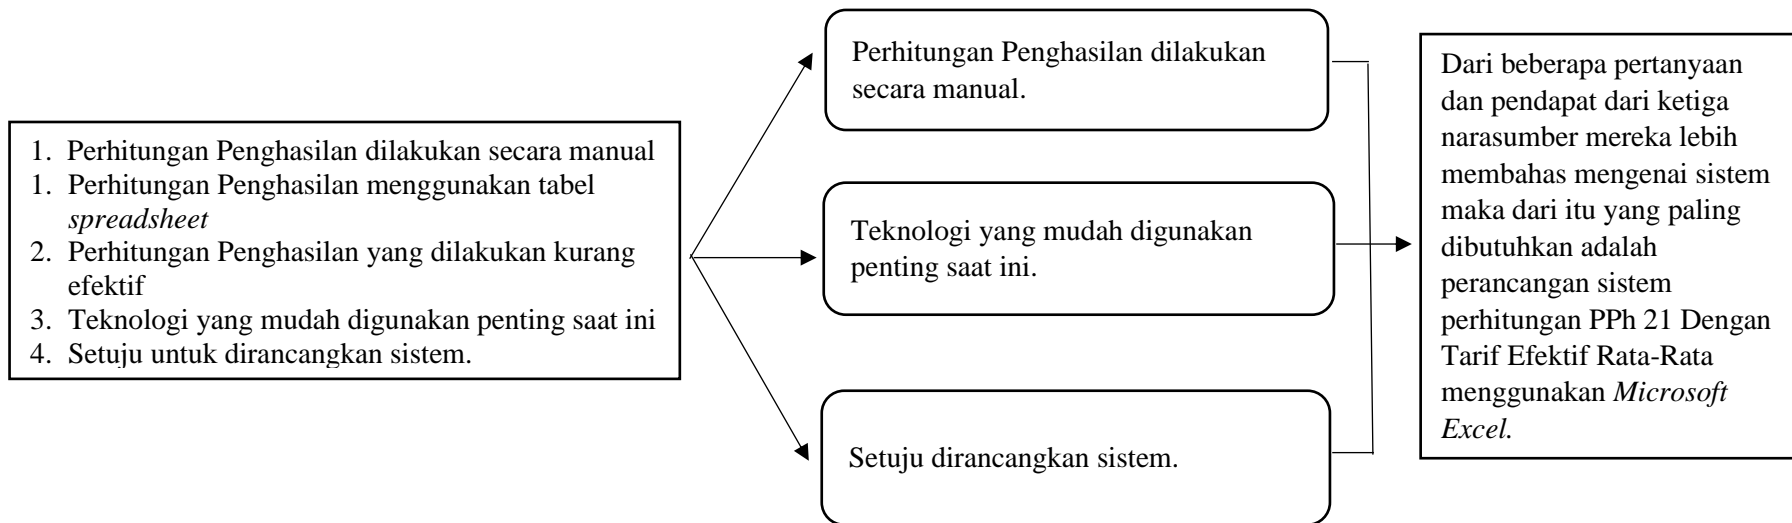 1. Perhitungan Penghasilan dilakukan secara manual
1. Perhitungan Penghasilan menggunakan tabel
spreadsheet
2. Perhitungan Penghasilan yang dilakukan kurang
efektif
3. Teknologi yang mudah digunakan penting saat ini
4. Setuju untuk dirancangkan sistem.
Perhitungan Penghasilan dilakukan
secara manual.
Teknologi yang mudah digunakan
penting saat ini.
Setuju dirancangkan sistem.
Dari beberapa pertanyaan
dan pendapat dari ketiga
narasumber mereka lebih
membahas mengenai sistem
maka dari itu yang paling
dibutuhkan adalah
perancangan sistem
perhitungan PPh 21 Dengan
Tarif Efektif Rata-Rata
menggunakan Microsoft
Excel.